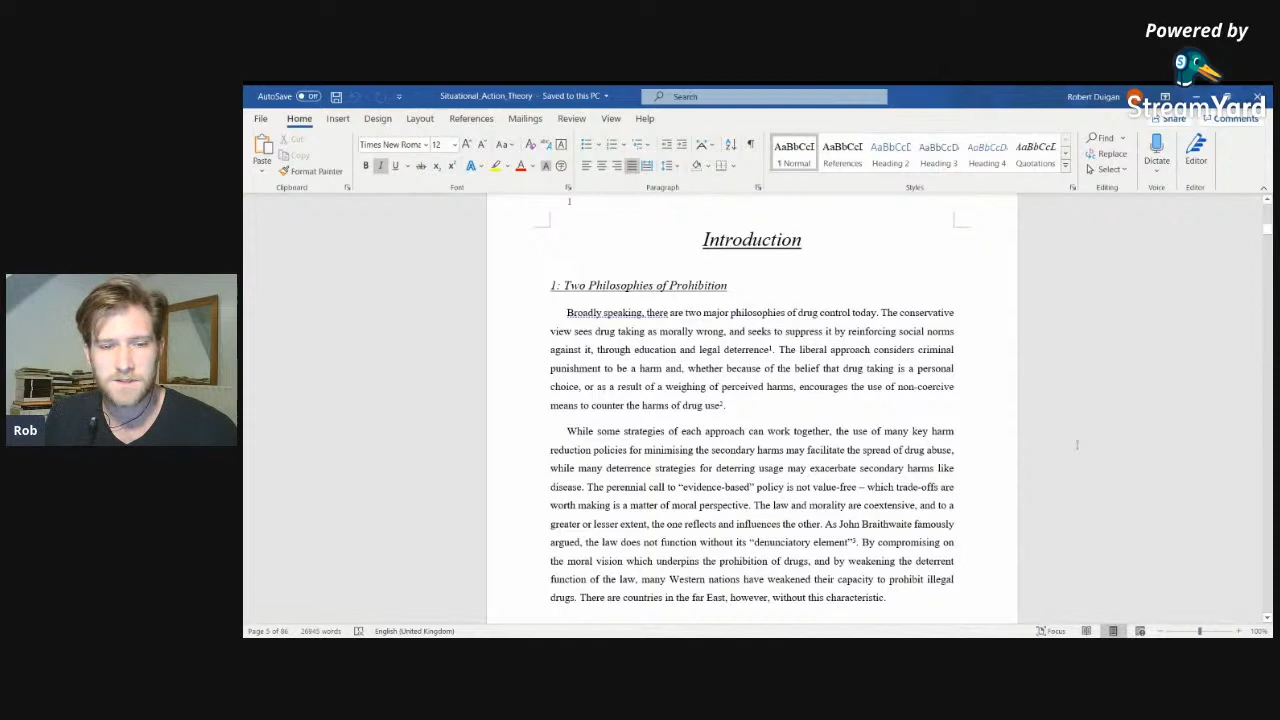 Powered by
StreamYard
AutoSave Off
Situational_Action_Theory – Saved to this PC
Search
Robert Duigan
File Home Insert Design Layout References Mailings Review View Help
Share Comments
Paste
Cut
Copy
Format Painter
Times New Roma 12
AaBbCcI AaBbCcI AaBbCcD AaBbCcD AaBbCcD AaBbCcI
1 Normal References Heading 2 Heading 3 Heading 4 Quotations
Find
Replace
Select
Dictate
Editor
Clipboard Font Paragraph Styles Editing Voice Editor
1
Introduction
1: Two Philosophies of Prohibition
Broadly speaking, there are two major philosophies of drug control today. The conservative
view sees drug taking as morally wrong, and seeks to suppress it by reinforcing social norms
against it, through education and legal deterrence¹. The liberal approach considers criminal
punishment to be a harm and, whether because of the belief that drug taking is a personal
choice, or as a result of a weighing of perceived harms, encourages the use of non-coercive
means to counter the harms of drug use².
While some strategies of each approach can work together, the use of many key harm
reduction policies for minimising the secondary harms may facilitate the spread of drug abuse,
while many deterrence strategies for deterring usage may exacerbate secondary harms like
disease. The perennial call to “evidence-based” policy is not value-free – which trade-offs are
worth making is a matter of moral perspective. The law and morality are coextensive, and to a
greater or lesser extent, the one reflects and influences the other. As John Braithwaite famously
argued, the law does not function without its “denunciatory element”³. By compromising on
the moral vision which underpins the prohibition of drugs, and by weakening the deterrent
function of the law, many Western nations have weakened their capacity to prohibit illegal
drugs. There are countries in the far East, however, without this characteristic.
Rob
Page 5 of 86 26945 words English (United Kingdom) Focus 100%